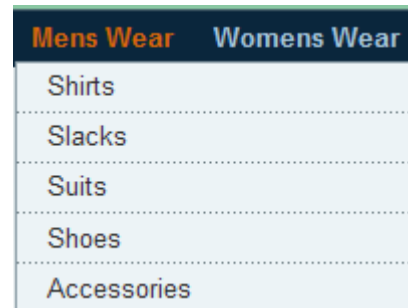 Mens Wear Womens Wear
Shirts
Slacks
Suits
Shoes
Accessories